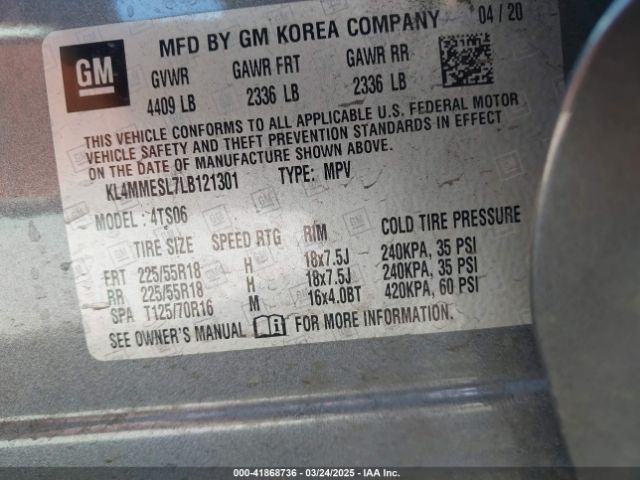 GM
MFD BY GM KOREA COMPANY 04/20
GVWR GAWR FRT GAWR RR
4409 LB 2336 LB 2336 LB
THIS VEHICLE CONFORMS TO ALL APPLICABLE U.S. FEDERAL MOTOR
VEHICLE SAFETY AND THEFT PREVENTION STANDARDS IN EFFECT
ON THE DATE OF MANUFACTURE SHOWN ABOVE.
KL4MMESL7LB121301 TYPE: MPV
MODEL: 4TS06
TIRE SIZE SPEED RTG RIM COLD TIRE PRESSURE
FRT 225/55R18 H 18x7.5J 240KPA, 35 PSI
RR 225/55R18 H 18x7.5J 240KPA, 35 PSI
SPA T125/70R16 M 16x4.0BT 420KPA, 60 PSI
SEE OWNER'S MANUAL FOR MORE INFORMATION.
000-41868736 - 03/24/2025 - IAA Inc.